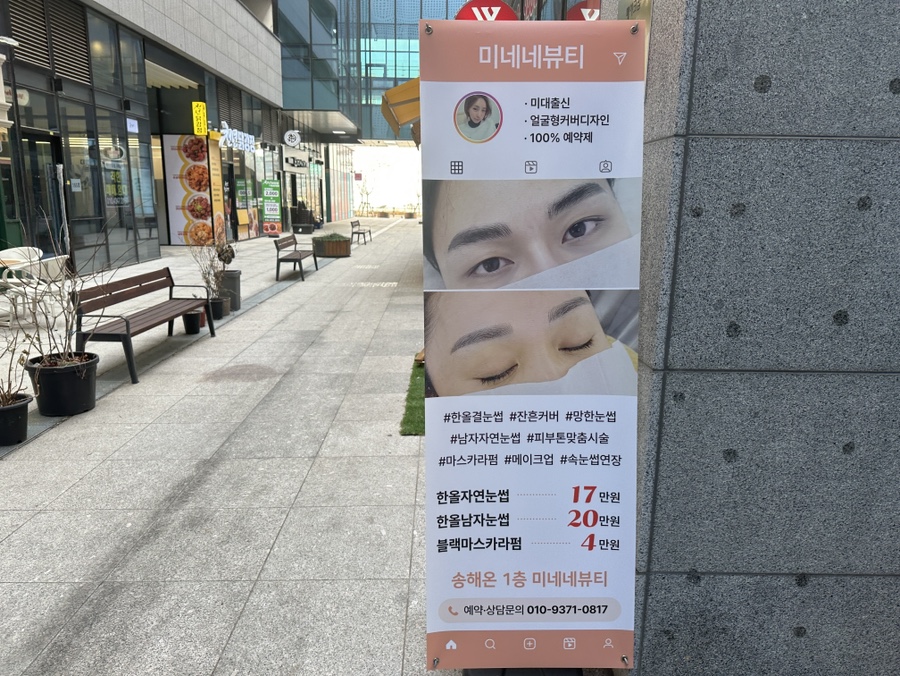 미네네뷰티
· 미대출신
· 얼굴형커버디자인
· 100% 예약제
#한올결눈썹 #잔흔커버 #망한눈썹
#남자자연눈썹 #피부톤맞춤시술
#마스카라펌 #메이크업 #속눈썹연장
한올자연눈썹 17만원
한올남자눈썹 20만원
블랙마스카라펌 4만원
송해온 1층 미네네뷰티
예약·상담문의 010-9371-0817